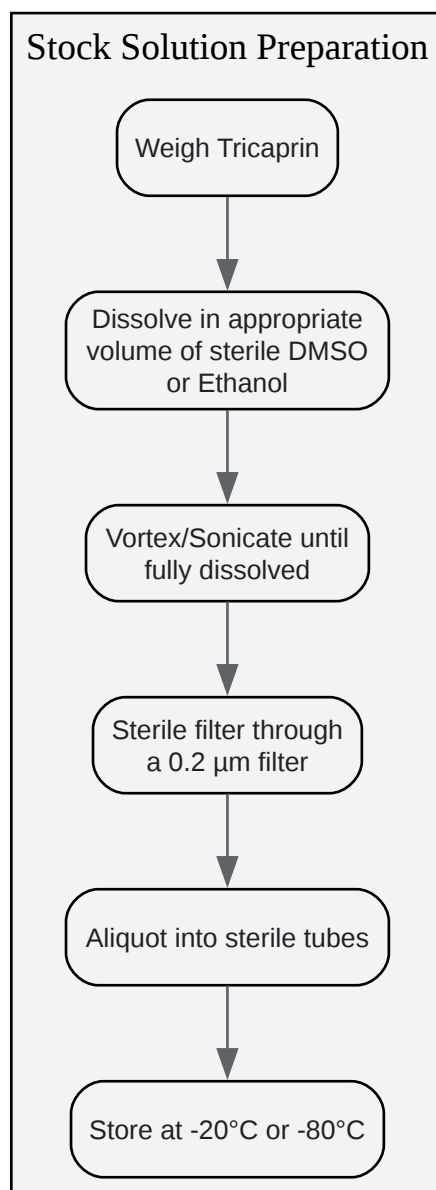 Stock Solution Preparation
Weigh Tricaprin
Dissolve in appropriate
volume of sterile DMSO
or Ethanol
Vortex/Sonicate until
fully dissolved
Sterile filter through
a 0.2 µm filter
Aliquot into sterile tubes
Store at -20°C or -80°C